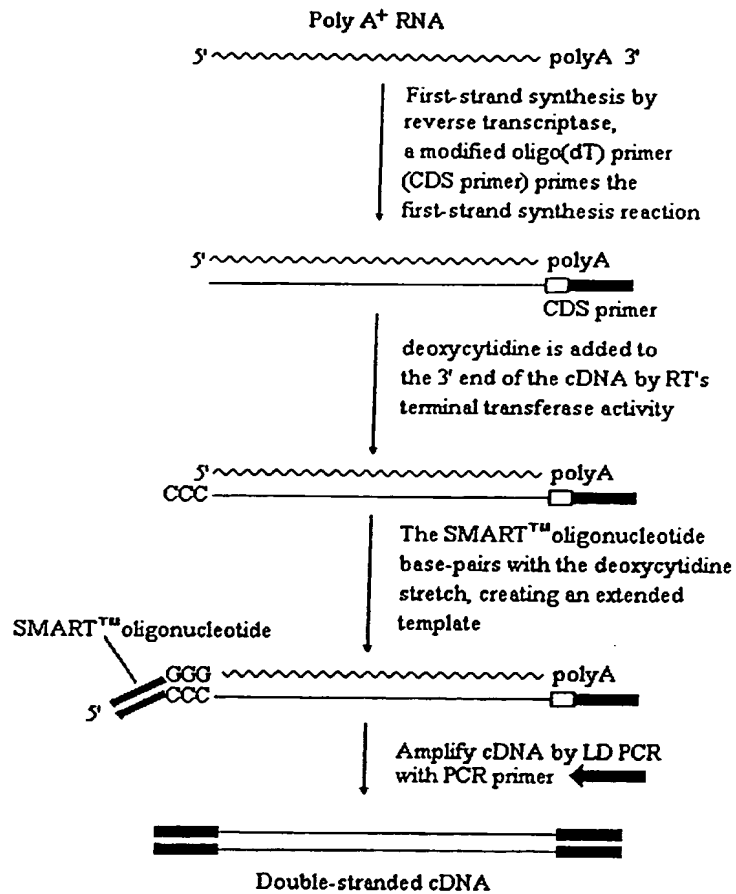 Poly A⁺ RNA
5' polyA 3'
First-strand synthesis by
reverse transcriptase,
a modified oligo(dT) primer
(CDS primer) primes the
first-strand synthesis reaction
5' polyA
CDS primer
deoxycytidine is added to
the 3' end of the cDNA by RT's
terminal transferase activity
5' polyA
CCC
The SMART™ oligonucleotide
base-pairs with the deoxycytidine
stretch, creating an extended
template
SMART™ oligonucleotide
GGG polyA
5' CCC
Amplify cDNA by LD PCR
with PCR primer
Double-stranded cDNA